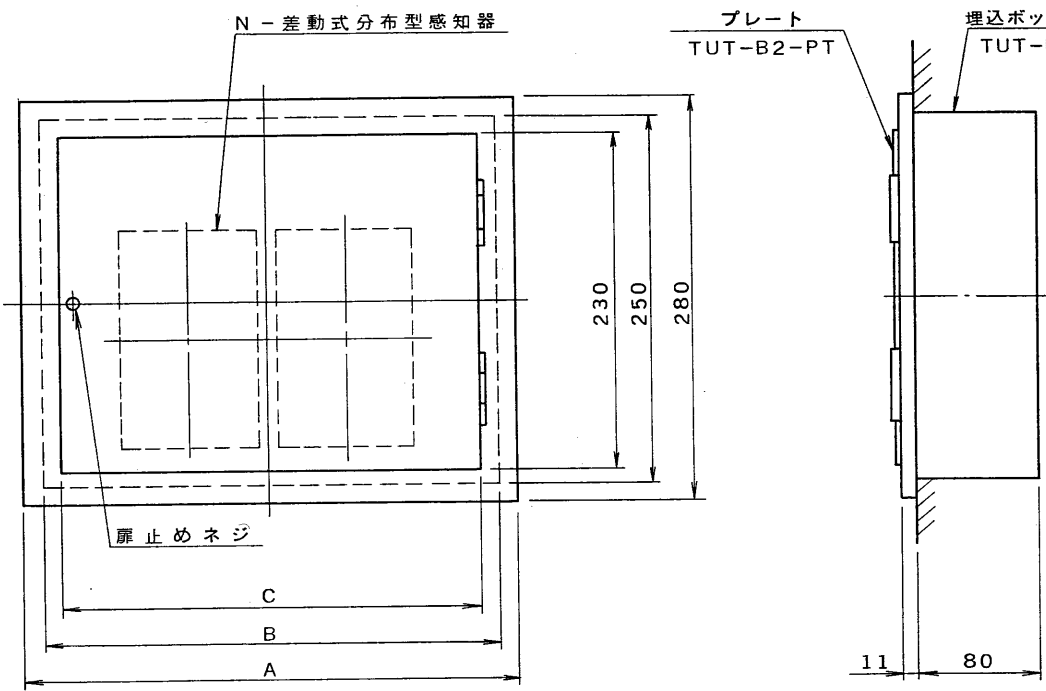 N－差動式分布型感知器
プレート
TUT-B2-PT
埋込ボッ
TUT-
230
250
280
扉止めネジ
C
B
A
11
80